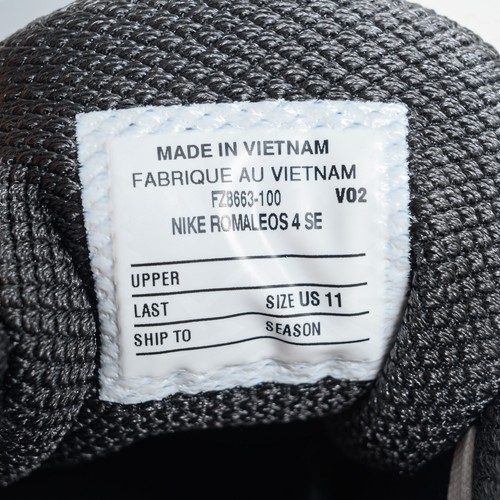 MADE IN VIETNAM
FABRIQUE AU VIETNAM
FZ8663-100 V02
NIKE ROMALEOS 4 SE
UPPER
LAST SIZE US 11
SHIP TO SEASON